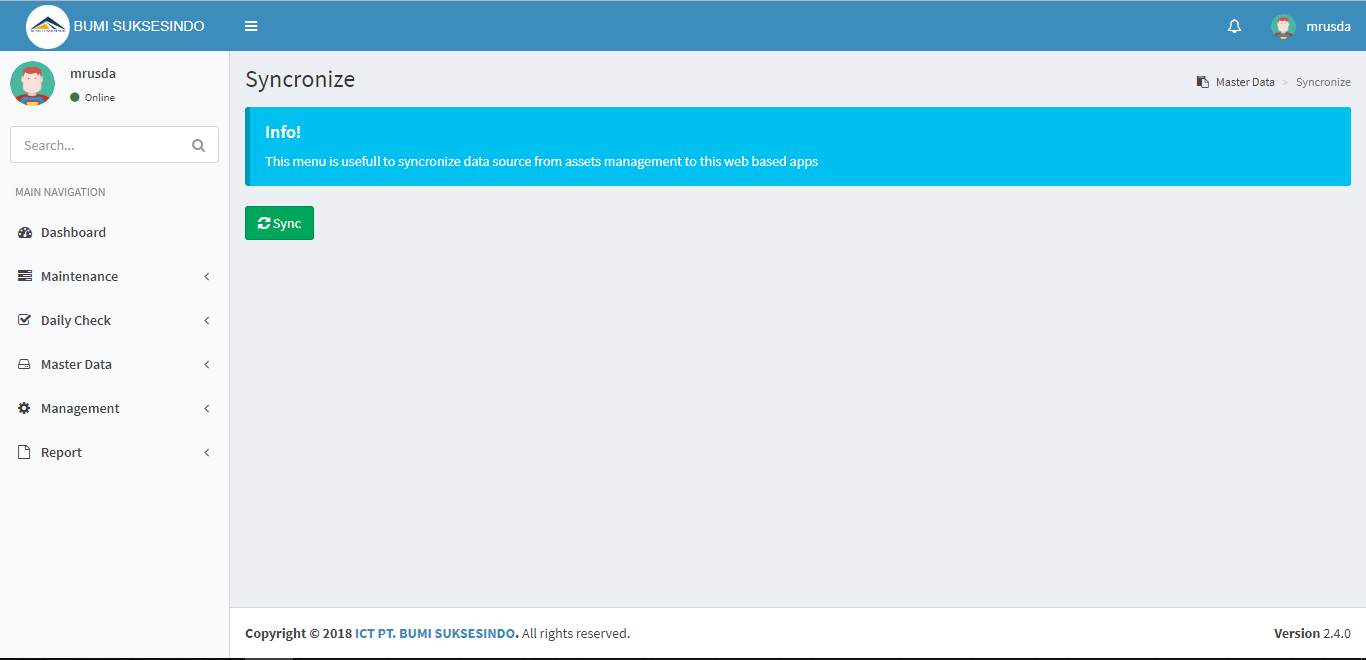 BUMI SUKSESINDO
mrusda
mrusda
Online
Search...
MAIN NAVIGATION
Dashboard
Maintenance
Daily Check
Master Data
Management
Report
Syncronize
Master Data > Syncronize
Info!
This menu is usefull to syncronize data source from assets management to this web based apps
Sync
Copyright © 2018 ICT PT. BUMI SUKSESINDO. All rights reserved.
Version 2.4.0